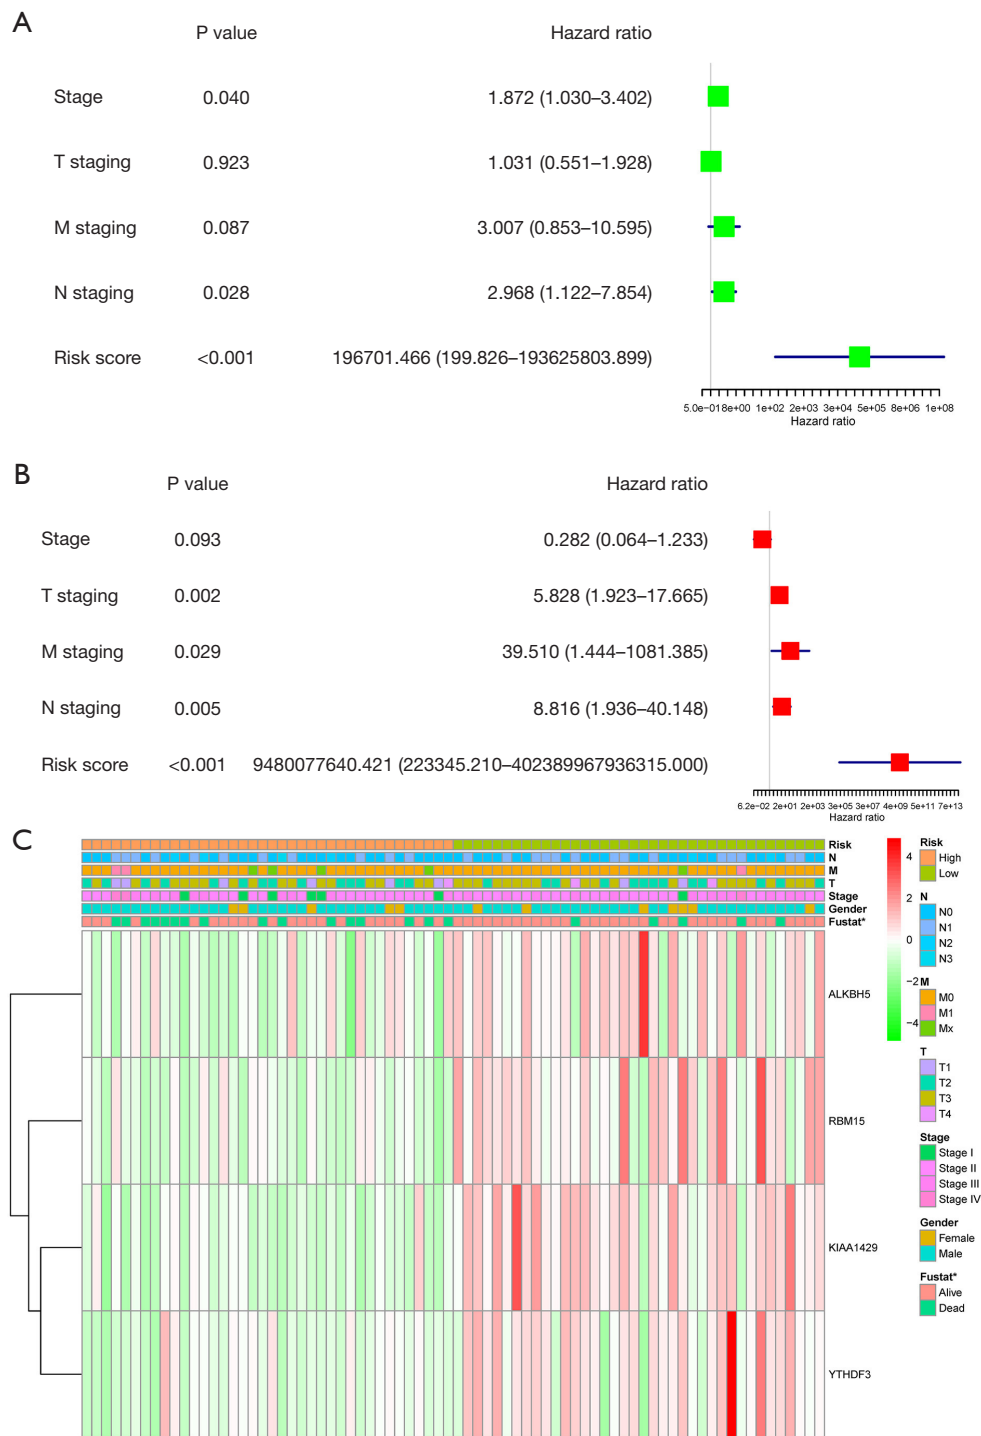 A
P value Hazard ratio
Stage 0.040 1.872 (1.030–3.402)
T staging 0.923 1.031 (0.551–1.928)
M staging 0.087 3.007 (0.853–10.595)
N staging 0.028 2.968 (1.122–7.854)
Risk score <0.001 196701.466 (199.826–193625803.899)
5.0e−01 8e+00 1e+02 2e+03 3e+04 5e+05 8e+06 1e+08
Hazard ratio
B
P value Hazard ratio
Stage 0.093 0.282 (0.064–1.233)
T staging 0.002 5.828 (1.923–17.665)
M staging 0.029 39.510 (1.444–1081.385)
N staging 0.005 8.816 (1.936–40.148)
Risk score <0.001 9480077640.421 (223345.210–402389967936315.000)
6.2e−02 2e+01 2e+03 3e+05 3e+07 4e+09 5e+11 7e+13
Hazard ratio
C
Risk
N
M
T
Stage
Gender
Fustat*
ALKBH5
RBM15
KIAA1429
YTHDF3
4
2
0
−2
−4
Risk
High
Low
N
N0
N1
N2
N3
M
M0
M1
Mx
T
T1
T2
T3
T4
Stage
Stage I
Stage II
Stage III
Stage IV
Gender
Female
Male
Fustat*
Alive
Dead